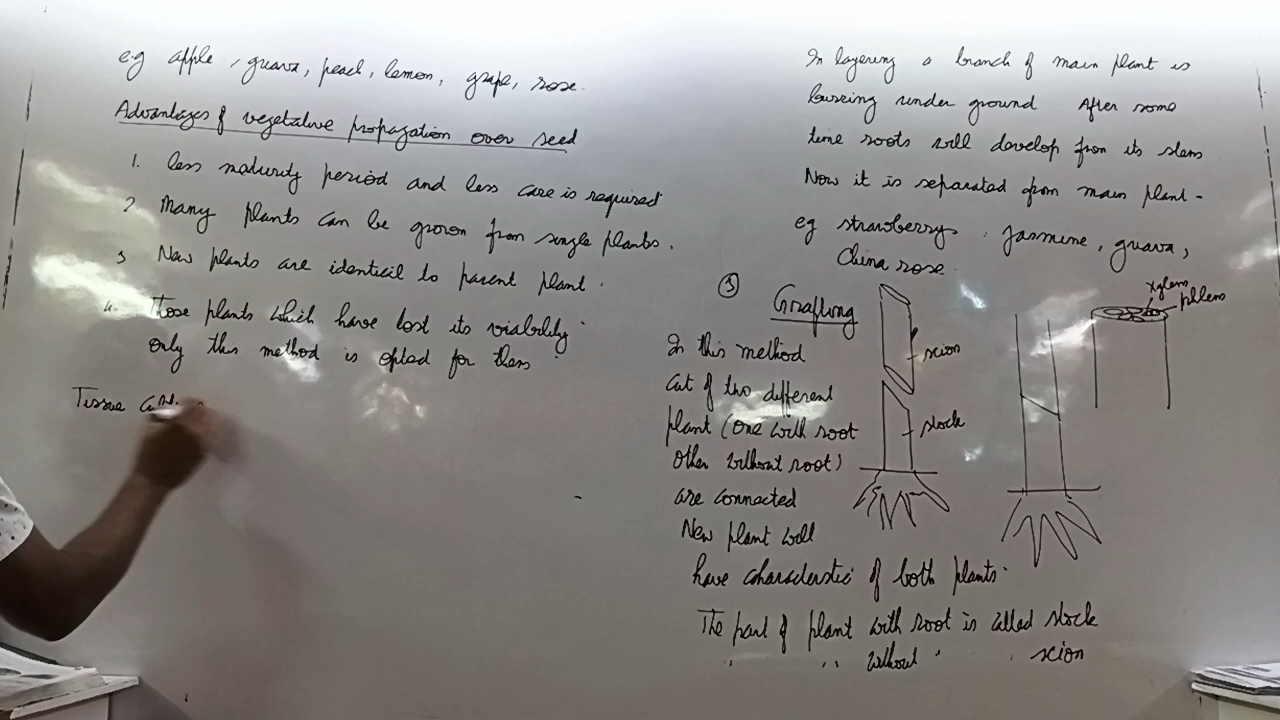 e.g apple, guava, peach, lemon, grape, rose.
Advantages of vegetative propagation over seed
1. less maturity period and less care is required
2. Many plants can be grown from single plants.
3. New plants are identical to parent plant.
4. Those plants which have lost its viability
only this method is opted for them
Tissue
In layering a branch of main plant is
burreing under ground After some
time roots will develop from its stems
Now it is separated from main plant-
eg strawberry, Jasmine, guava,
China rose.
③ Grafting
xylem
phloem
In this method
cut of two different
plant (one with root
other without root)
are connected
New plant will
have characterstic of both plants.
The part of plant with root is called stock
" " without " " scion
scion
stock